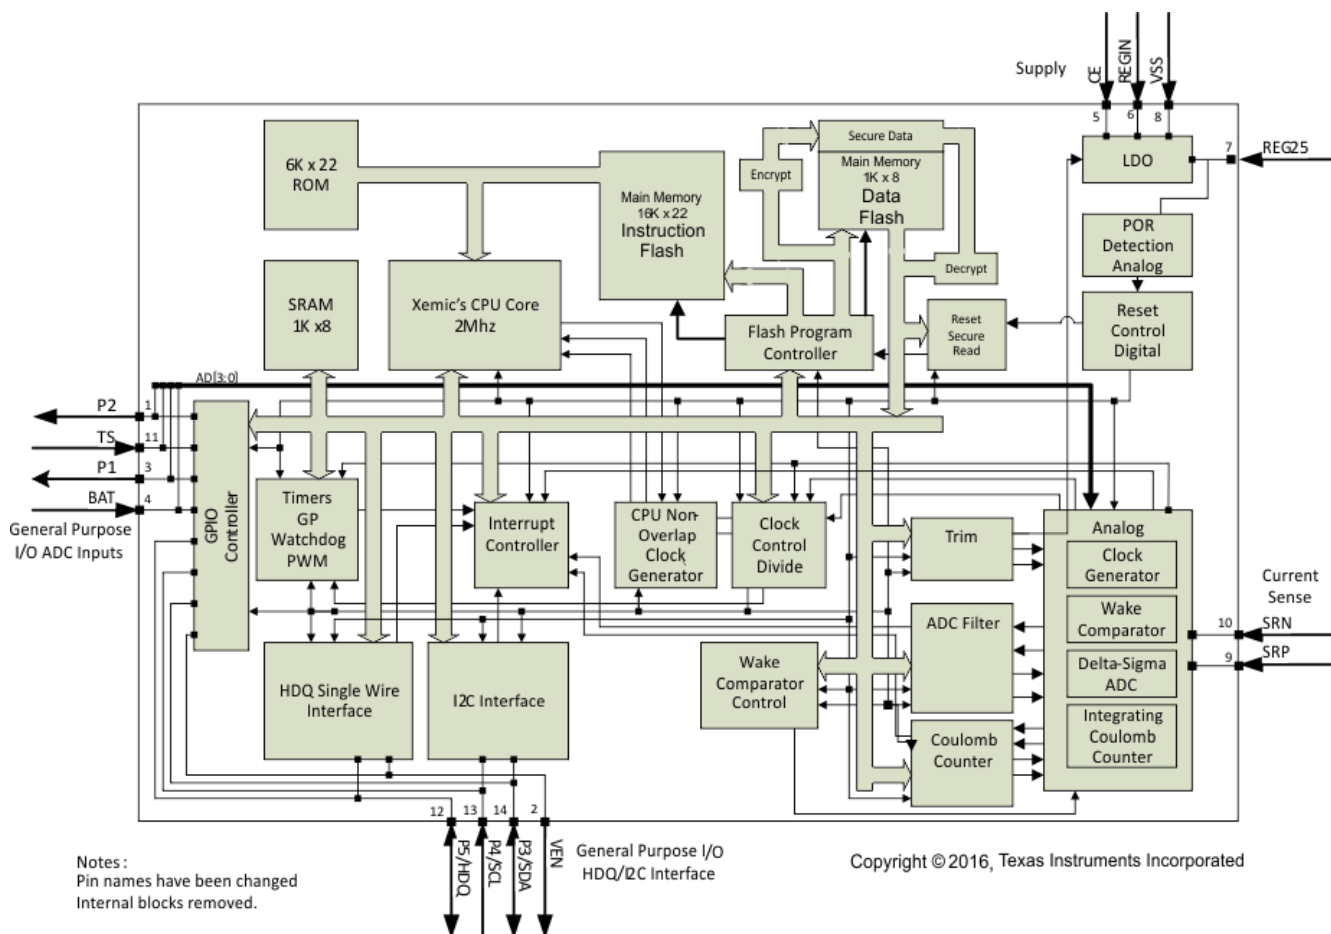 Supply
CE
REGIN
VSS
5
6
8
7
REG25
LDO
6K x 22
ROM
Main Memory
16K x 22
Instruction
Flash
Encrypt
Secure Data
Main Memory
1K x 8
Data
Flash
Decrypt
POR
Detection
Analog
SRAM
1K x8
Xemic's CPU Core
2Mhz
Flash Program
Controller
Reset
Secure
Read
Reset
Control
Digital
AD[3:0]
P2
1
TS
11
P1
3
BAT
4
General Purpose
I/O ADC Inputs
GPIO
Controller
Timers
GP
Watchdog
PWM
Interrupt
Controller
CPU Non-
Overlap
Clock
Generator
Clock
Control
Divide
Trim
Analog
Clock
Generator
Wake
Comparator
Delta-Sigma
ADC
Integrating
Coulomb
Counter
Current
Sense
10
SRN
9
SRP
ADC Filter
HDQ Single Wire
Interface
I2C Interface
Wake
Comparator
Control
Coulomb
Counter
12
13
14
2
P5/HDQ
P4/SCL
P3/SDA
VEN
General Purpose I/O
HDQ/I2C Interface
Notes :
Pin names have been changed
Internal blocks removed.
Copyright © 2016, Texas Instruments Incorporated